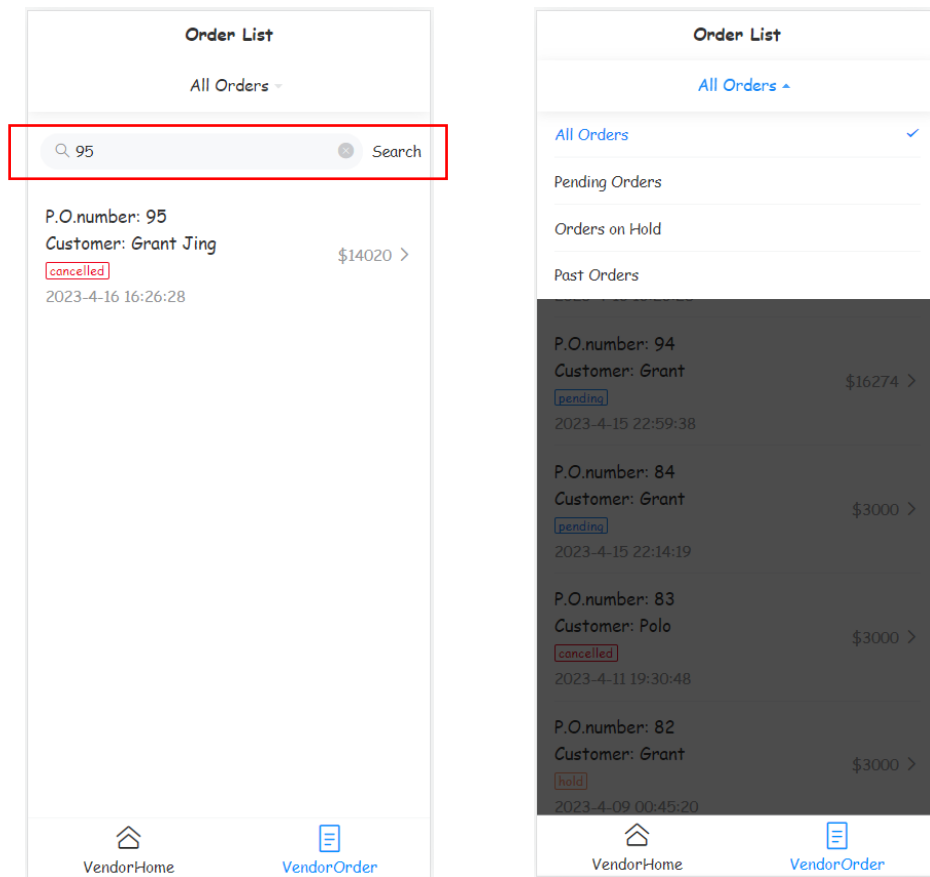 Order List
All Orders
95
Search
P.O.number: 95
Customer: Grant Jing
$14020
cancelled
2023-4-16 16:26:28
VendorHome
VendorOrder
Order List
All Orders
All Orders
Pending Orders
Orders on Hold
Past Orders
P.O.number: 94
Customer: Grant
$16274
pending
2023-4-15 22:59:38
P.O.number: 84
Customer: Grant
$3000
pending
2023-4-15 22:14:19
P.O.number: 83
Customer: Polo
$3000
cancelled
2023-4-11 19:30:48
P.O.number: 82
Customer: Grant
$3000
hold
2023-4-09 00:45:20
VendorHome
VendorOrder